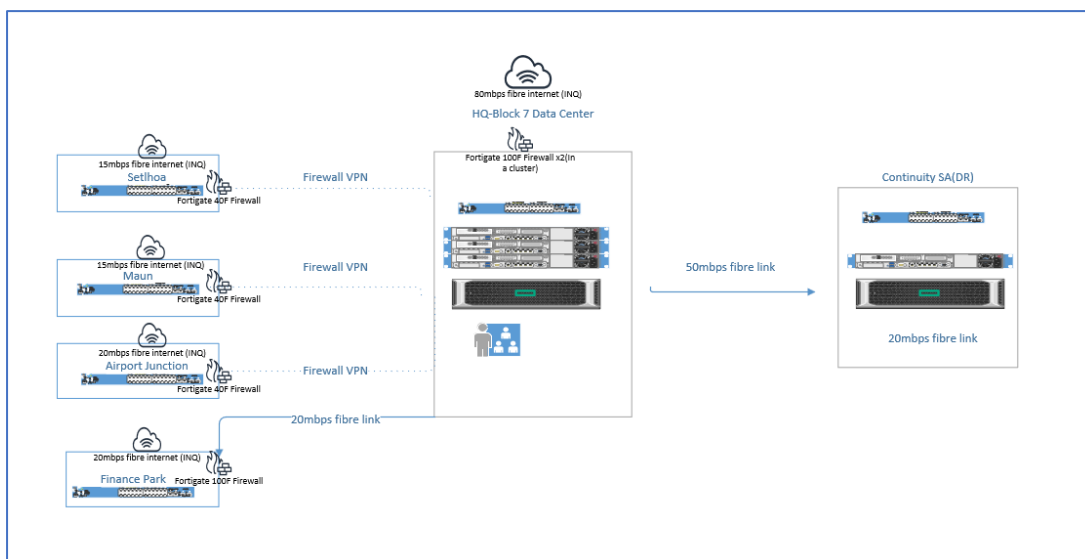 80mbps fibre internet (INQ)
HQ-Block 7 Data Center
Fortigate 100F Firewall x2(In
a cluster)
15mbps fibre internet (INQ)
Setlhoa
Fortigate 40F Firewall
Firewall VPN
Continuity SA(DR)
15mbps fibre internet (INQ)
Maun
Fortigate 40F Firewall
Firewall VPN
50mbps fibre link
20mbps fibre link
20mbps fibre internet (INQ)
Airport Junction
Fortigate 40F Firewall
Firewall VPN
20mbps fibre link
20mbps fibre internet (INQ)
Finance Park
Fortigate 100F Firewall